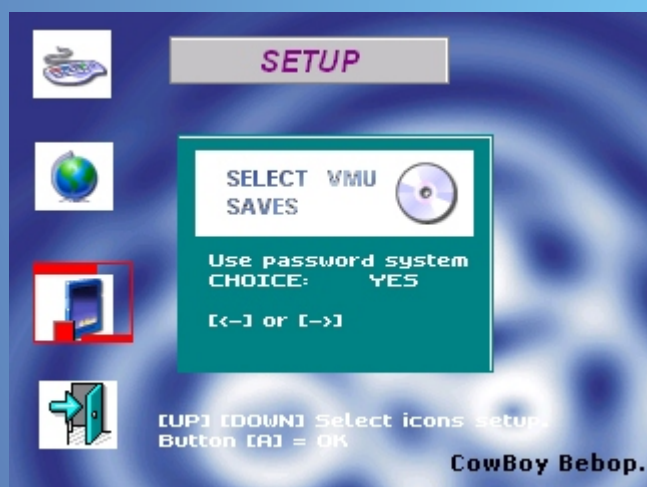 SETUP
SELECT VMU
SAVES
Use password system
CHOICE: YES
[<-] or [->]
[UP] [DOWN] Select icons setup.
Button [A] = OK
CowBoy Bebop.